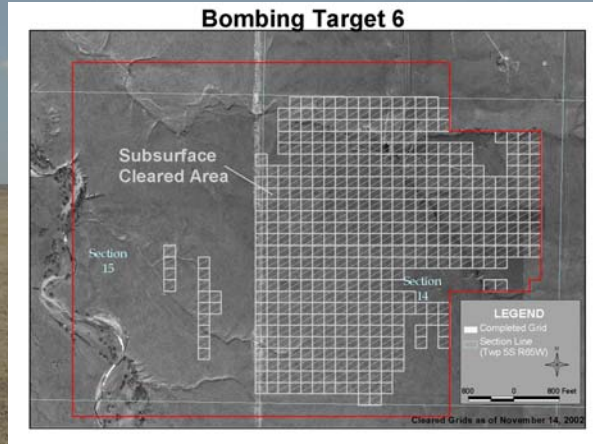 Bombing Target 6
Subsurface
Cleared Area
Section
15
Section
14
LEGEND
Completed Grid
Section Line
(Twp 5S R65W)
N
800 0 800 Feet
Cleared Grids as of November 14, 2002